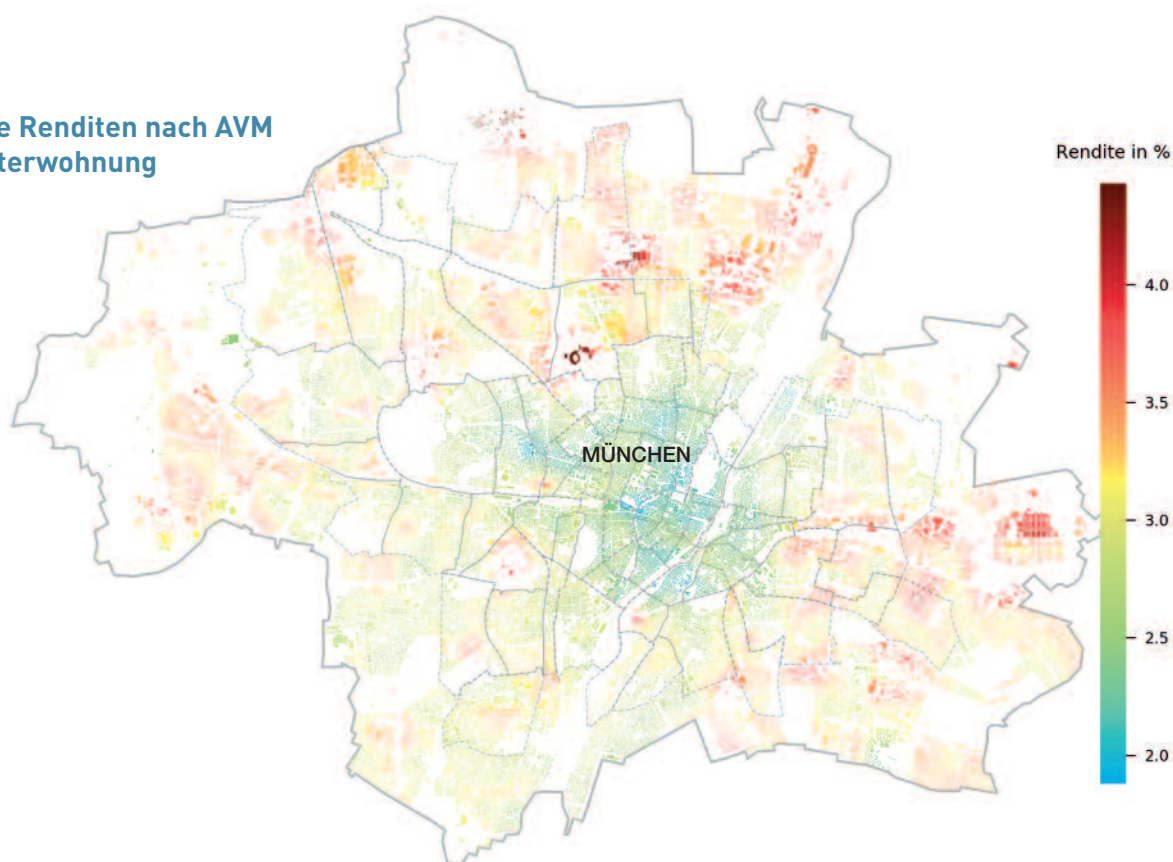 e Renditen nach AVM
terwohnung
Rendite in %
4.0
MÜNCHEN
3.5
3.0
2.5
2.0